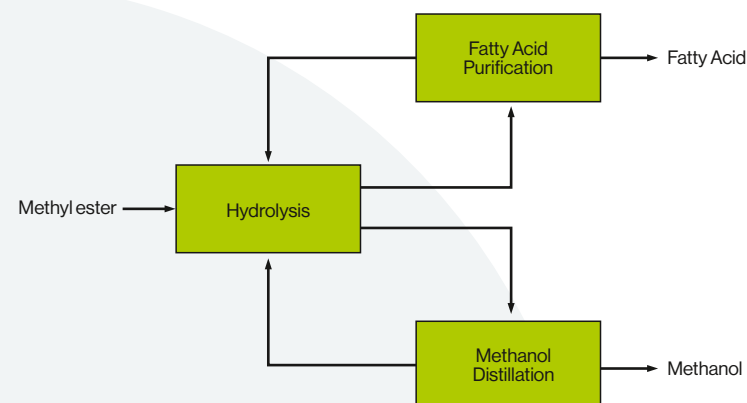 Fatty Acid
Purification
Fatty Acid
Methyl ester
Hydrolysis
Methanol
Distillation
Methanol